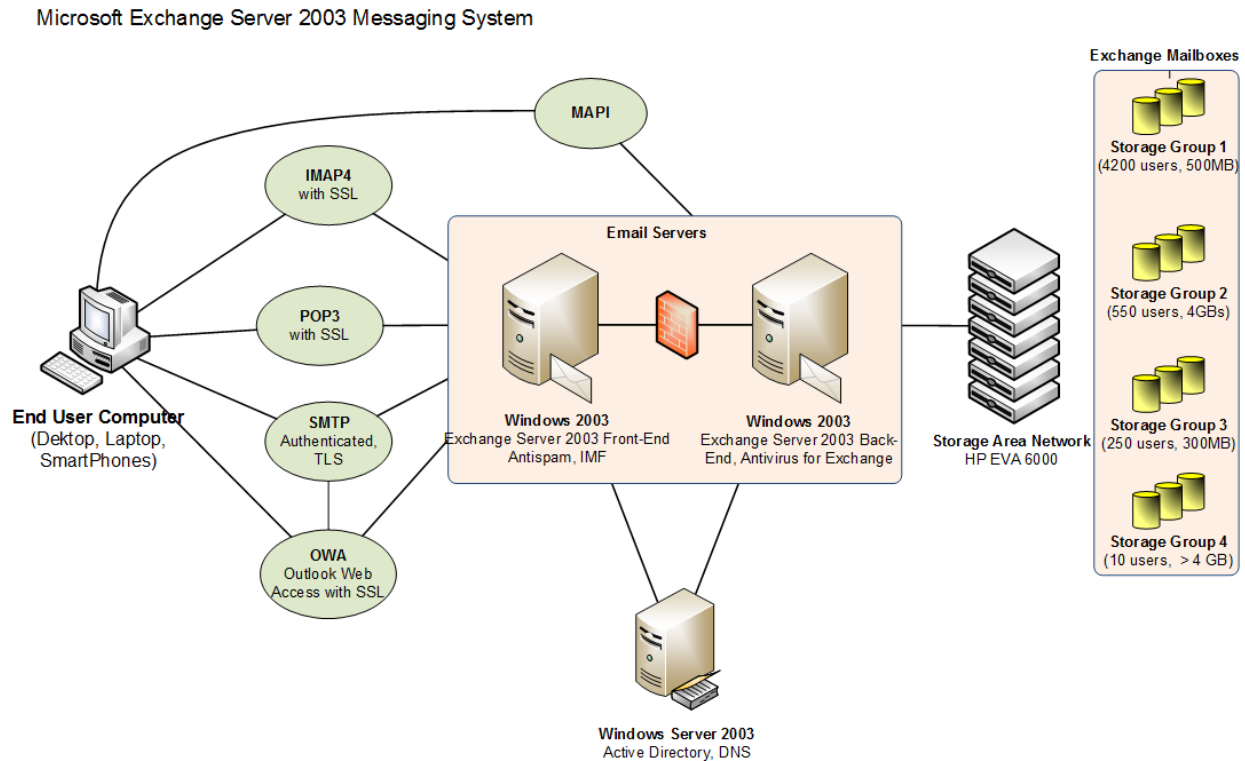 Microsoft Exchange Server 2003 Messaging System
Exchange Mailboxes
MAPI
IMAP4
with SSL
POP3
with SSL
SMTP
Authenticated,
TLS
OWA
Outlook Web
Access with SSL
End User Computer
(Dektop, Laptop,
SmartPhones)
Email Servers
Windows 2003
Exchange Server 2003 Front-End
Antispam, IMF
Windows 2003
Exchange Server 2003 Back-
End, Antivirus for Exchange
Windows Server 2003
Active Directory, DNS
Storage Area Network
HP EVA 6000
Storage Group 1
(4200 users, 500MB)
Storage Group 2
(550 users, 4GBs)
Storage Group 3
(250 users, 300MB)
Storage Group 4
(10 users, > 4 GB)